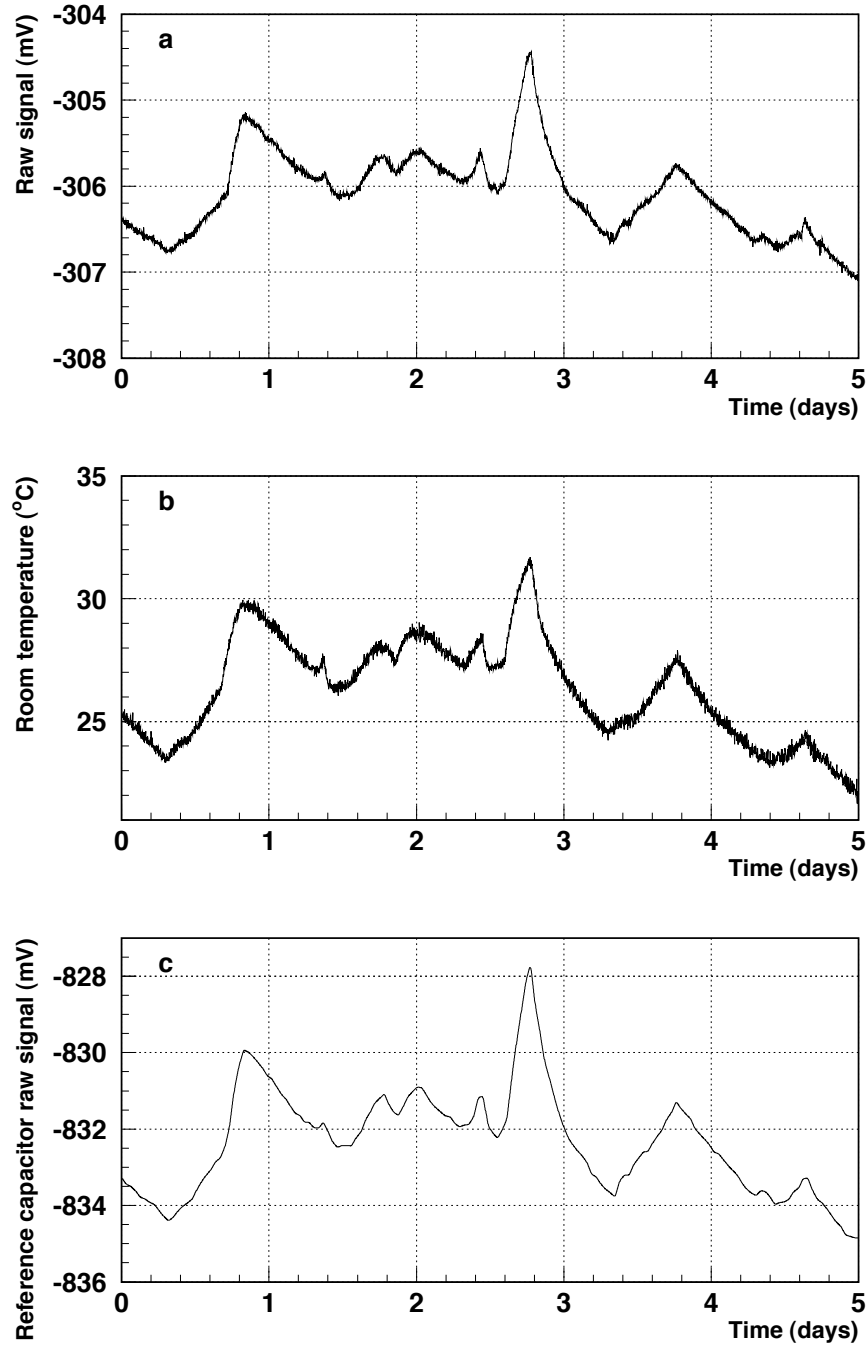 a
Raw signal (mV)
-304
-305
-306
-307
-308
0 1 2 3 4 5
Time (days)
b
Room temperature (°C)
35
30
25
0 1 2 3 4 5
Time (days)
c
Reference capacitor raw signal (mV)
-828
-830
-832
-834
-836
0 1 2 3 4 5
Time (days)